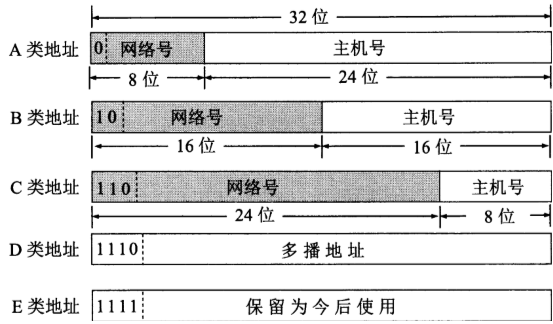 32 位
A 类地址 0 网络号 主机号
8 位 24 位
B 类地址 10 网络号 主机号
16 位 16 位
C 类地址 110 网络号 主机号
24 位 8 位
D 类地址 1110 多播地址
E 类地址 1111 保留为今后使用